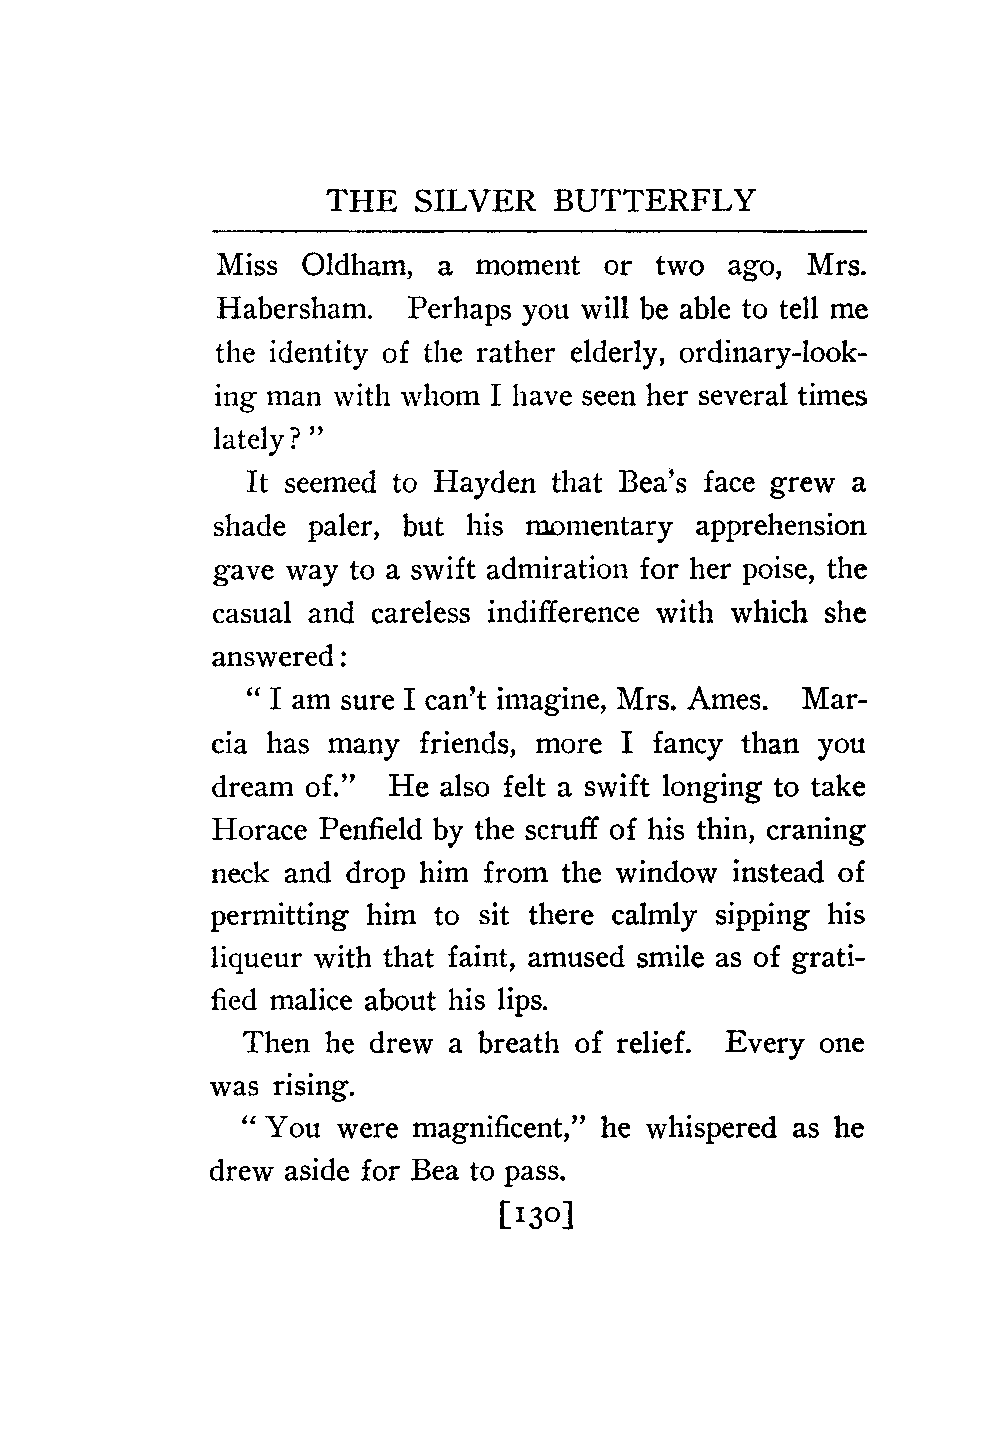 THE SILVER BUTTERFLY
Miss Oldham, a moment or two ago, Mrs.
Habersham. Perhaps you will be able to tell me
the identity of the rather elderly, ordinary-look-
ing man with whom I have seen her several times
lately? "
It seemed to Hayden that Bea's face grew a
shade paler, but his momentary apprehension
gave way to a swift admiration for her poise, the
casual and careless indifference with which she
answered:
" I am sure I can't imagine, Mrs. Ames. Mar-
cia has many friends, more I fancy than you
dream of." He also felt a swift longing to take
Horace Penfield by the scruff of his thin, craning
neck and drop him from the window instead of
permitting him to sit there calmly sipping his
liqueur with that faint, amused smile as of grati-
fied malice about his lips.
Then he drew a breath of relief. Every one
was rising.
" You were magnificent," he whispered as he
drew aside for Bea to pass.
[130]